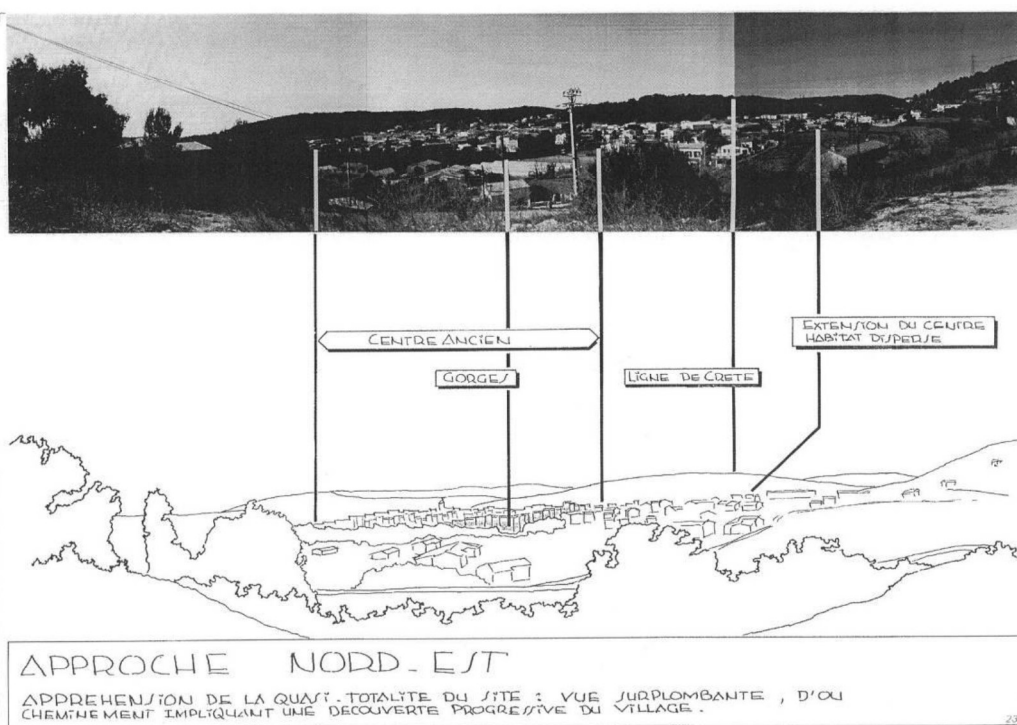 CENTRE ANCIEN
EXTENSION DU CENTRE
HABITAT DISPERSE
GORGES
LIGNE DE CRETE
APPROCHE NORD-EST
APPREHENSION DE LA QUASI-TOTALITE DU SITE : VUE SURPLOMBANTE, D'OU
CHEMINEMENT IMPLIQUANT UNE DECOUVERTE PROGRESSIVE DU VILLAGE.